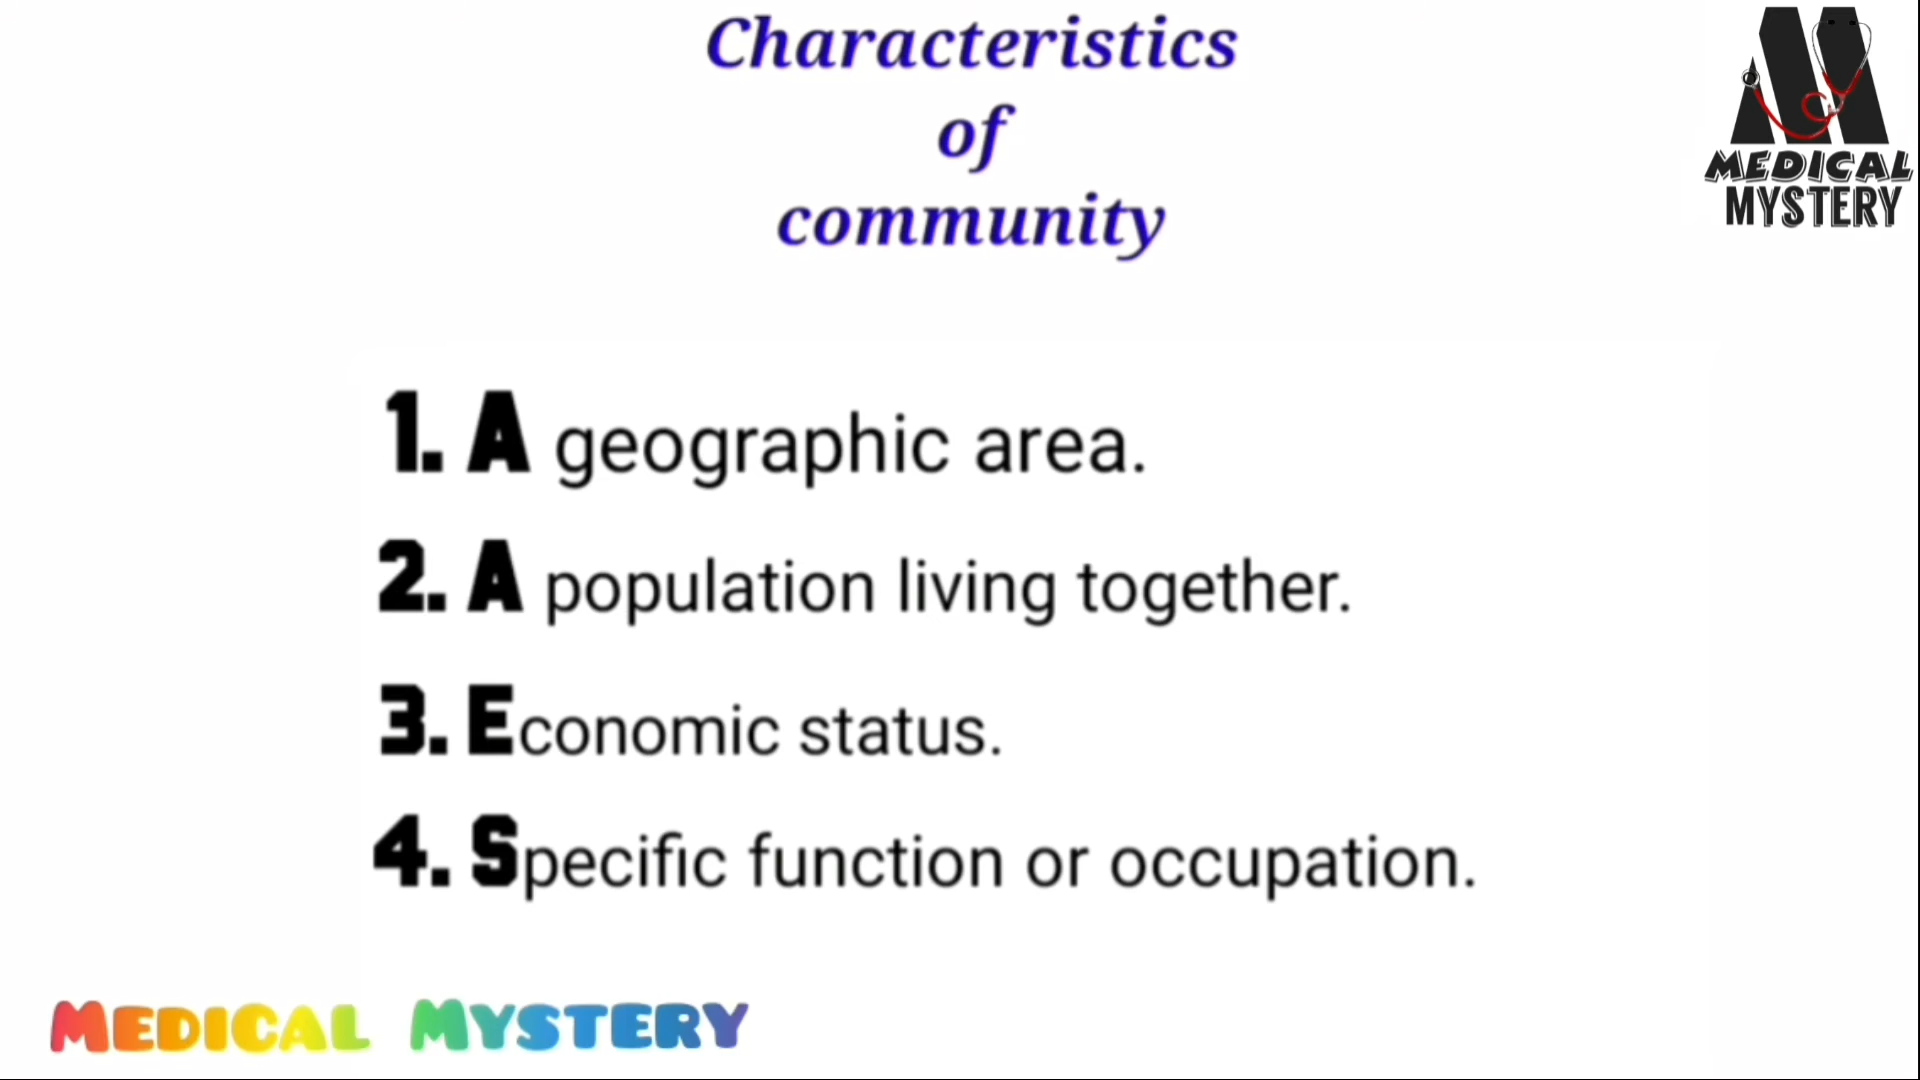 Characteristics
of
community
MEDICAL
MYSTERY
1. A geographic area.
2. A population living together.
3. Economic status.
4. Specific function or occupation.
MEDICAL MYSTERY